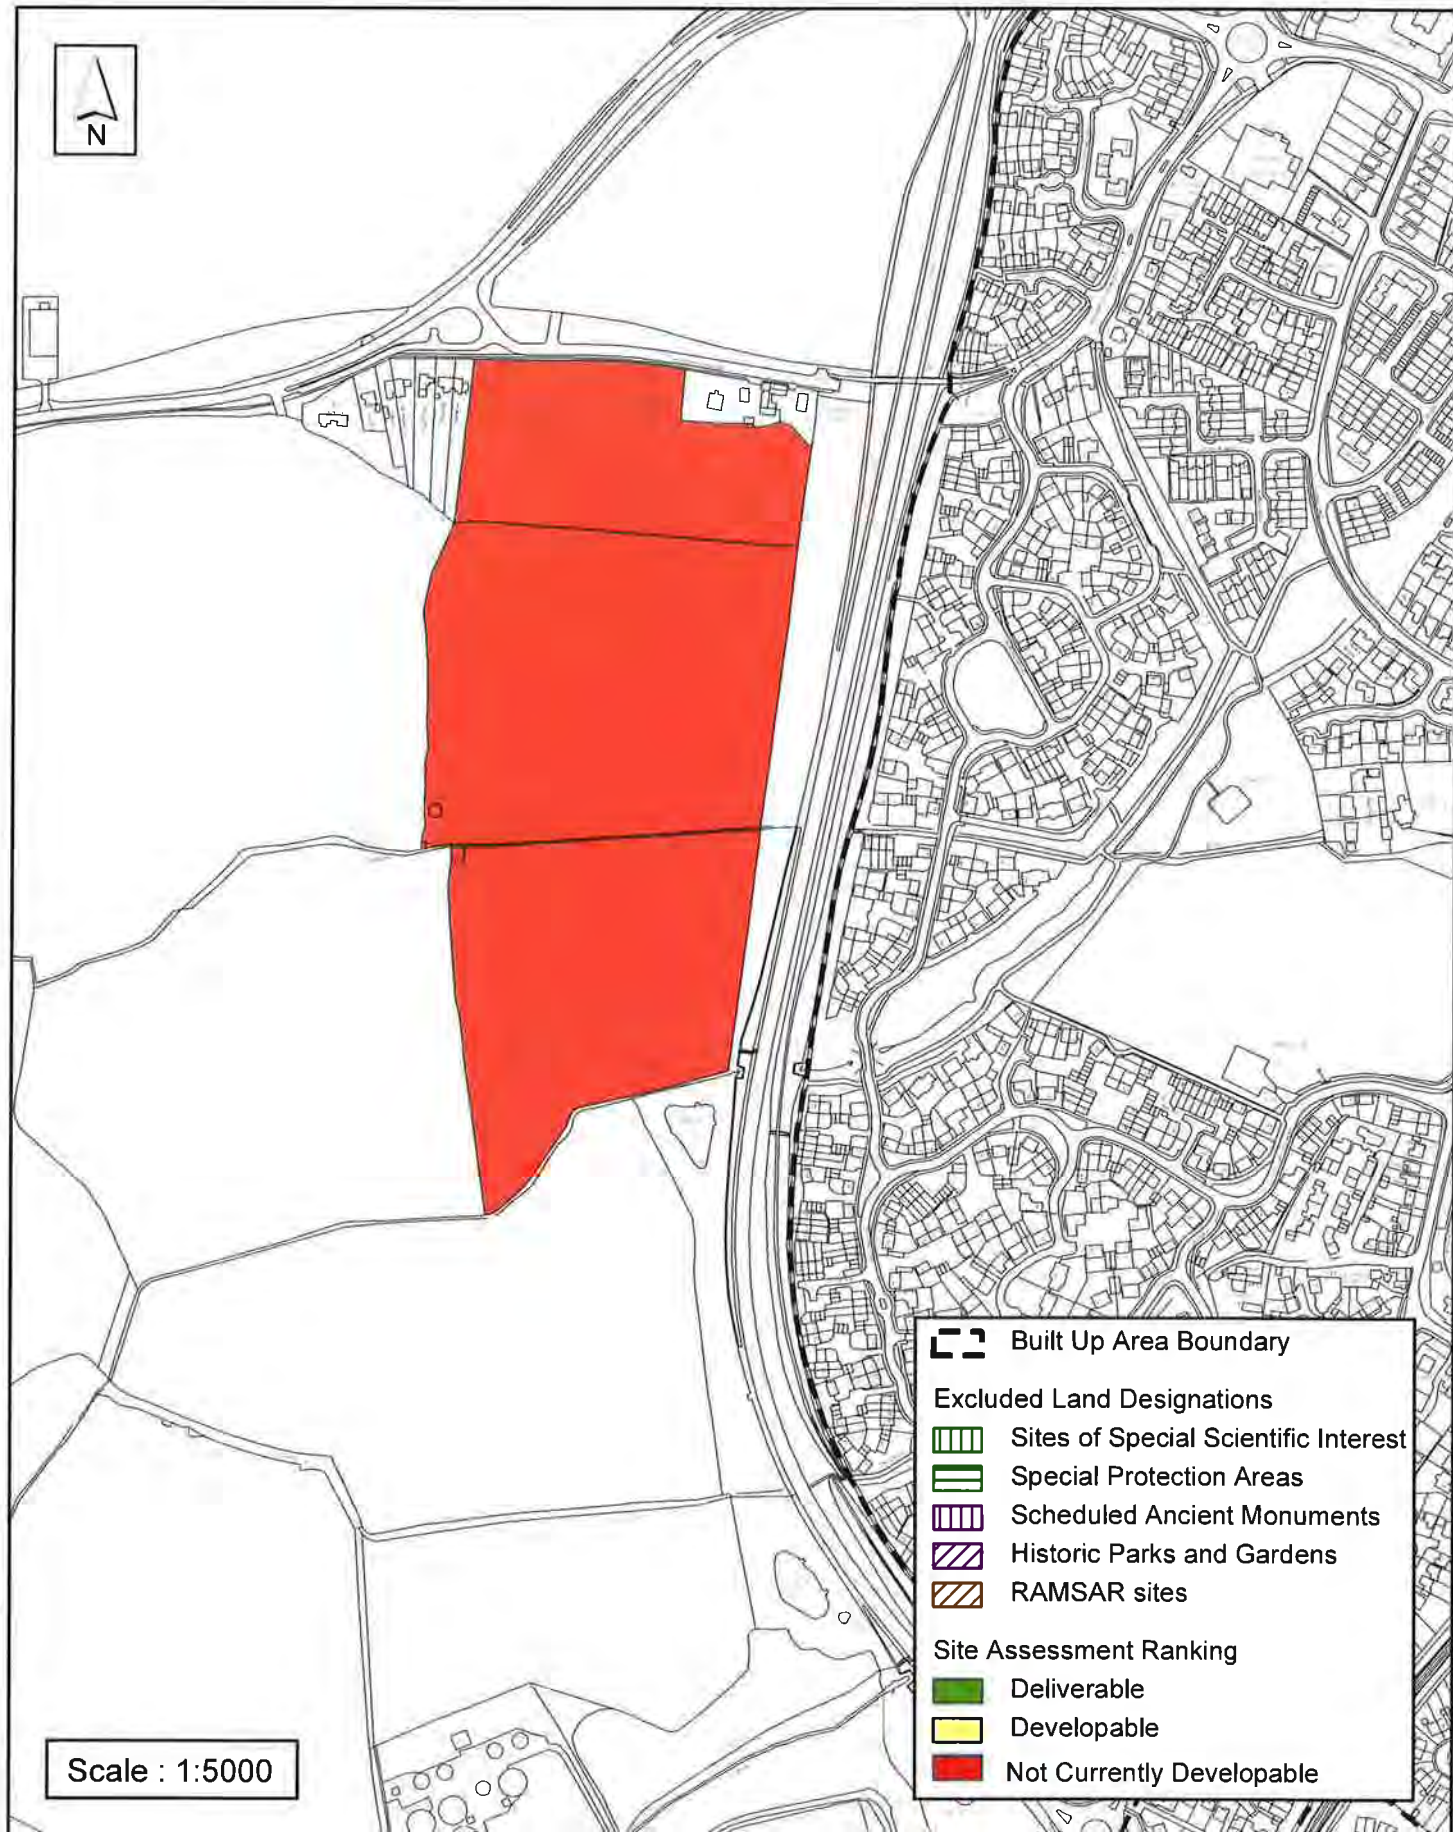 N
Built Up Area Boundary
Excluded Land Designations
Sites of Special Scientific Interest
Special Protection Areas
Scheduled Ancient Monuments
Historic Parks and Gardens
RAMSAR sites
Site Assessment Ranking
Deliverable
Developable
Not Currently Developable
Scale : 1:5000